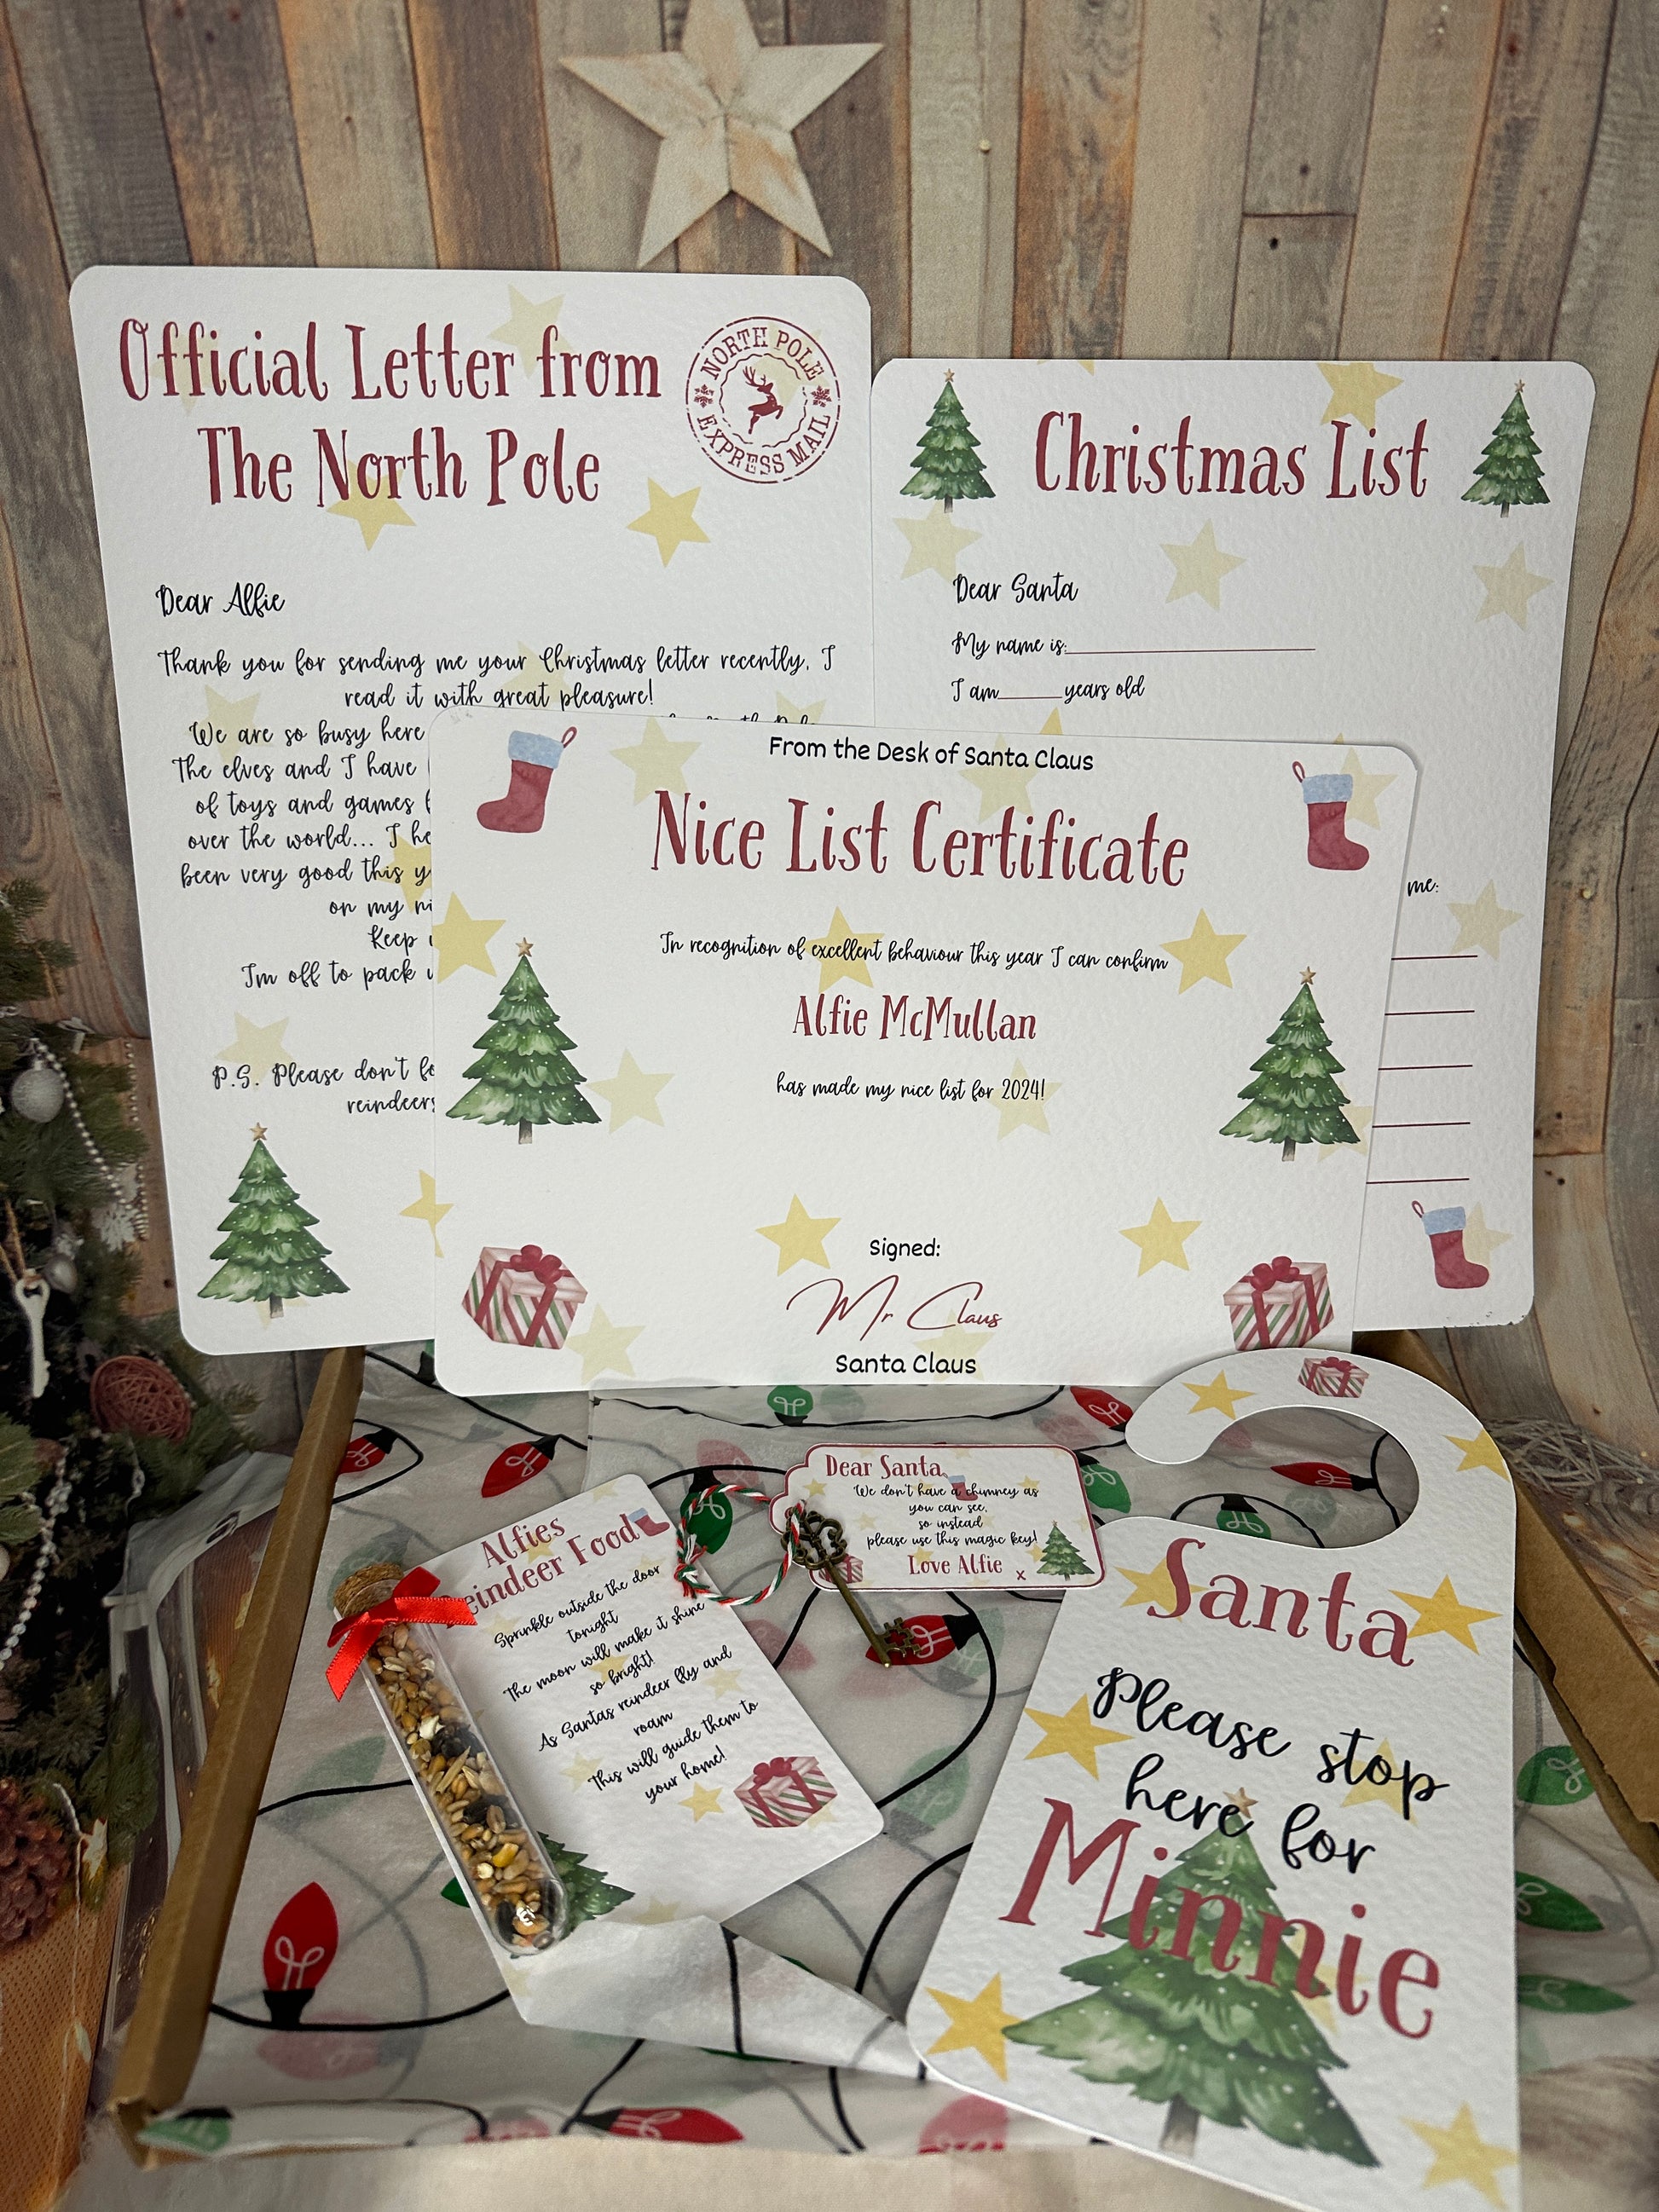 Official Letter from
The North Pole
NORTH POLE
EXPRESS MAIL
Dear Alfie
Thank you for sending me your Christmas letter recently, I
read it with great pleasure!
We are so busy here
The elves and I have
of toys and games
over the world... I
been very good this
on my
Keep
Im off to pack
P.S. Please don't
reindeers
Christmas List
Dear Santa
My name is:
I am years old
me:
From the Desk of Santa Claus
Nice List Certificate
In recognition of excellent behaviour this year I can confirm
Alfie McMullan
has made my nice list for 2024!
Signed:
Mr Claus
Santa Claus
Dear Santa,
We don't have a chimney as
you can see,
so instead
please use this magic key!
Love Alfie x
Alfies
Reindeer Food
Sprinkle outside the door
tonight
The moon will make it shine
so bright!
As Santas reindeer fly and
roam
This will guide them to
your home!
Santa
Please stop
here for
Minnie